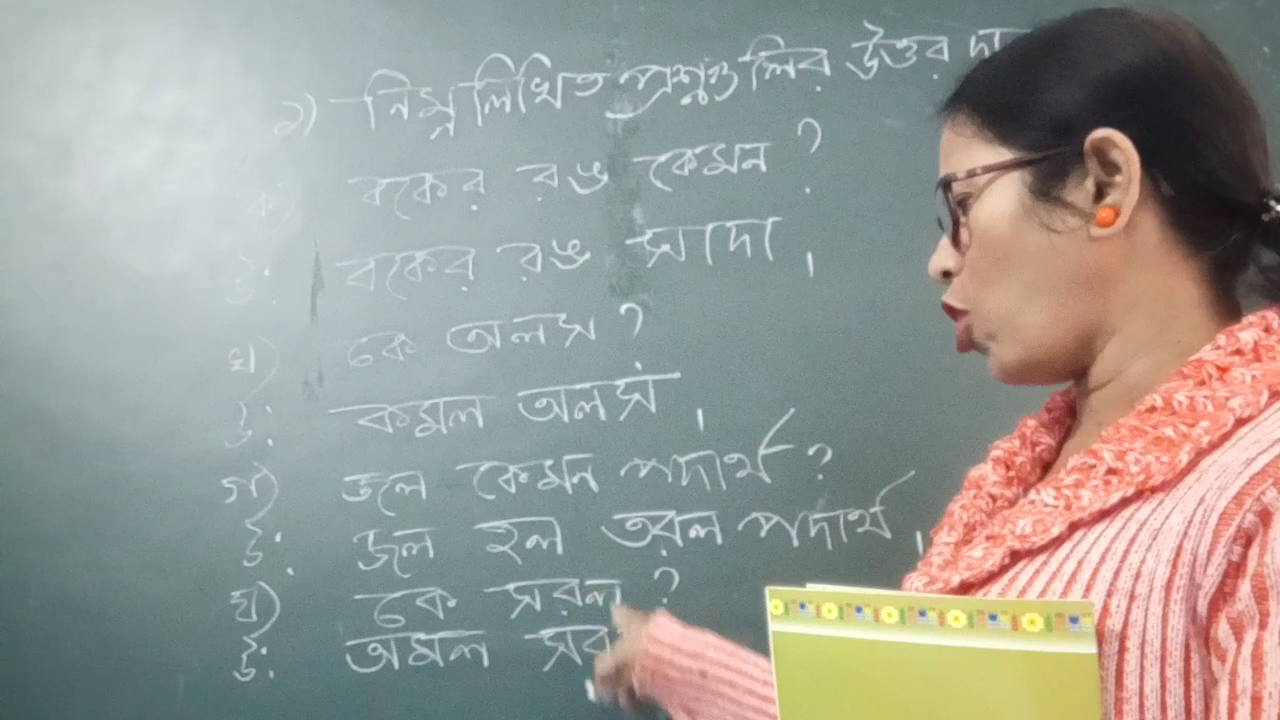 ১) নিম্নলিখিত প্রশ্নগুলির উত্তর দা
ক) বকের রঙ কেমন ?
উ: বকের রঙ সাদা ।
খ) কে অলস ?
উ: কমল অলস ।
গ) জল কেমন পদার্থ ?
উ: জল হল তরল পদার্থ ।
ঘ) কে সরল ?
উ: অমল সর